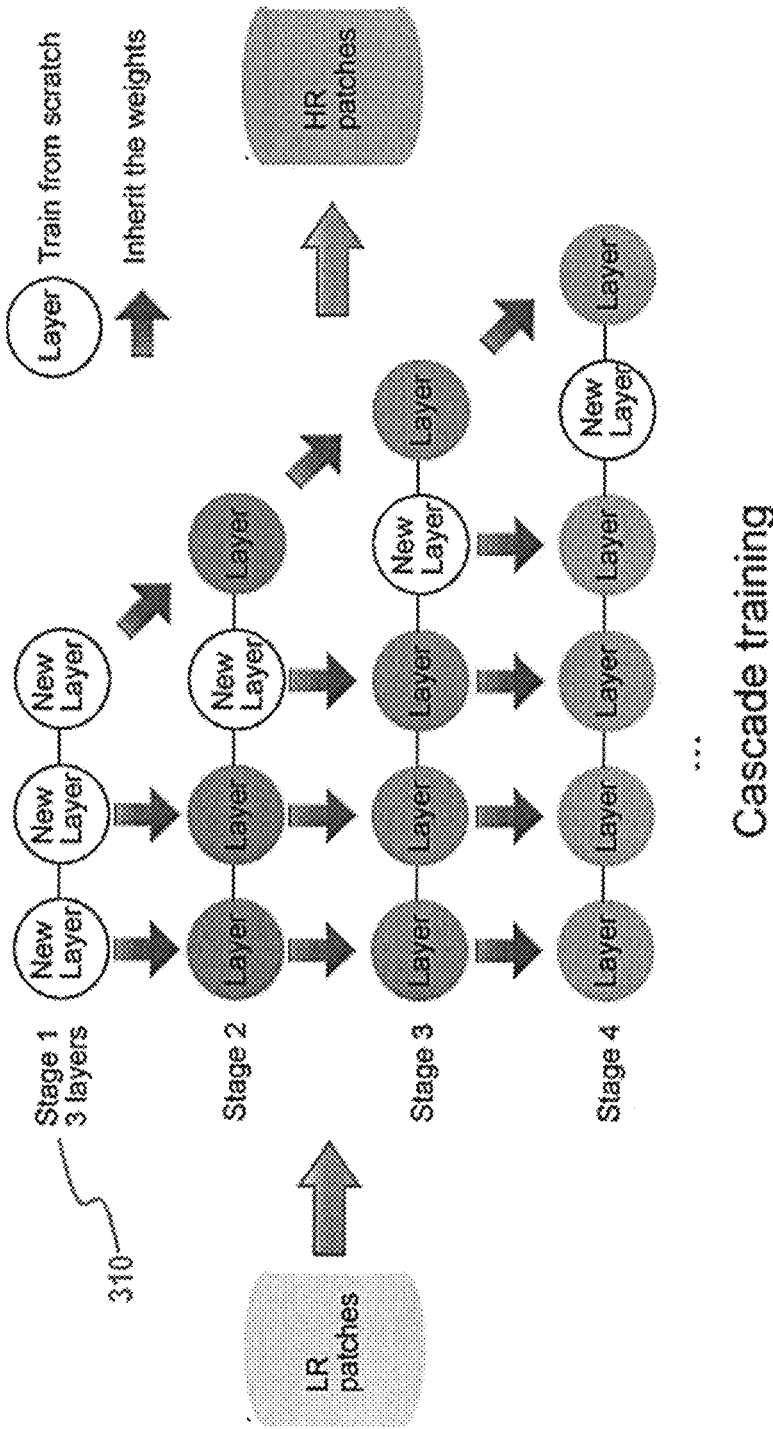 Layer
Train from scratch
Inherit the weights
310
Stage 1
3 layers
New
Layer
New
Layer
New
Layer
LR
patches
HR
patches
Stage 2
Layer
Layer
New
Layer
Layer
Stage 3
Layer
Layer
Layer
New
Layer
Layer
Stage 4
Layer
Layer
Layer
Layer
New
Layer
Layer
...
Cascade training